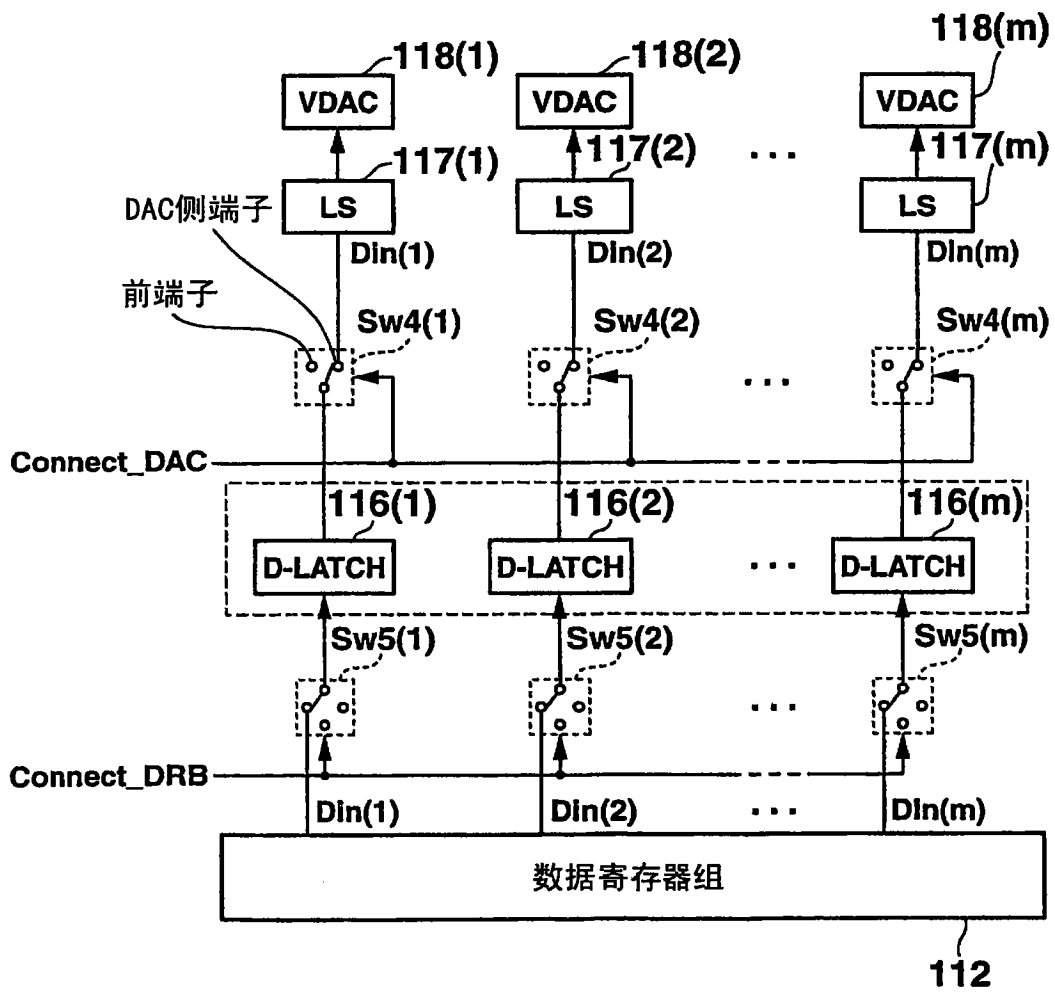 118(1) 118(2) 118(m)
VDAC VDAC VDAC
117(1) 117(2) 117(m)
DAC侧端子 LS LS LS
Din(1) Din(2) Din(m)
前端子 Sw4(1) Sw4(2) Sw4(m)
Connect_DAC
116(1) 116(2) 116(m)
D-LATCH D-LATCH D-LATCH
Sw5(1) Sw5(2) Sw5(m)
Connect_DRB
Din(1) Din(2) Din(m)
数据寄存器组
112